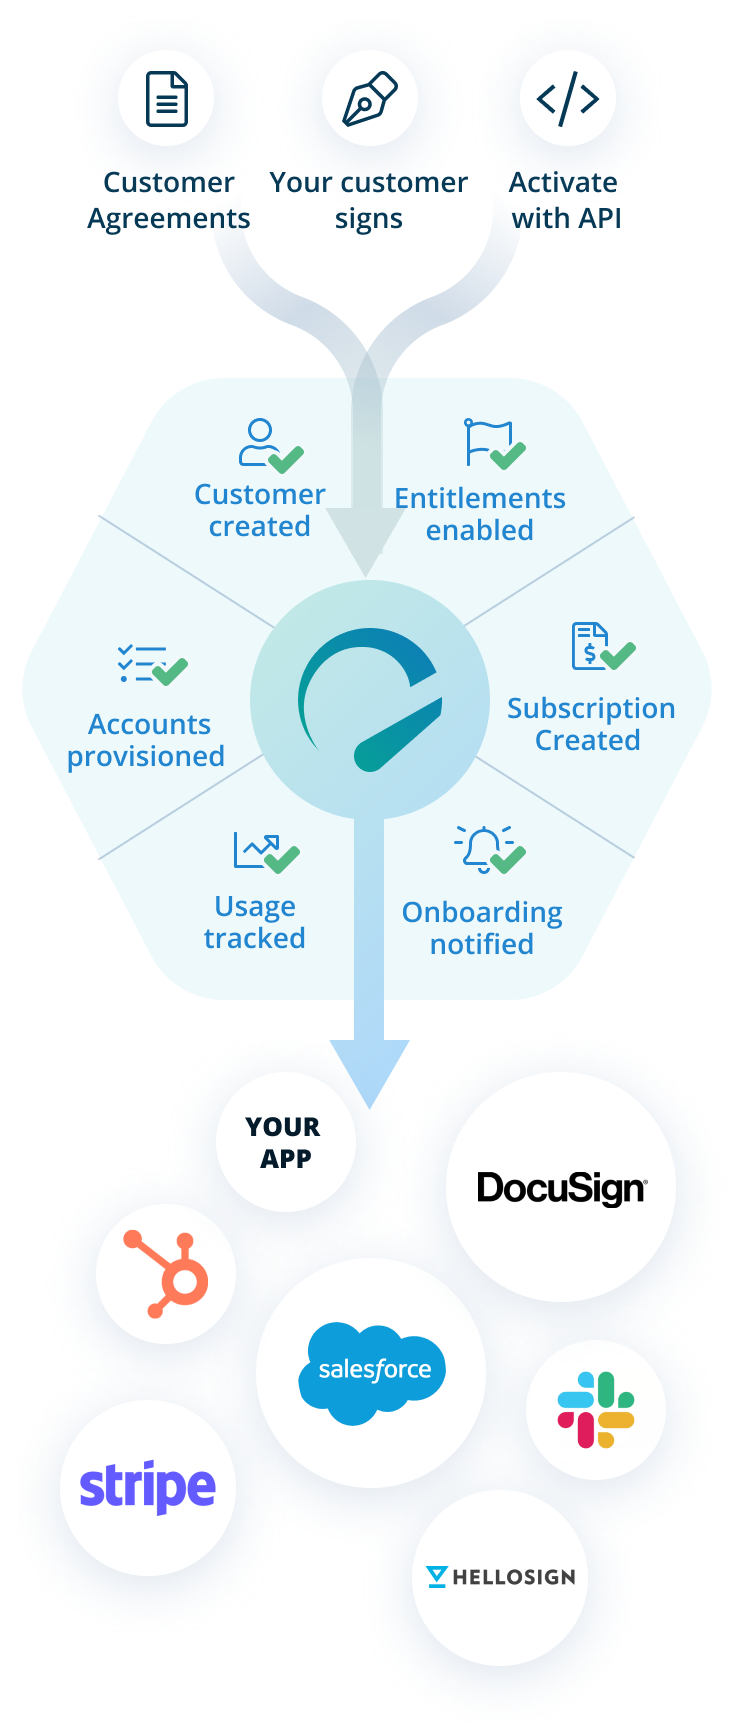 Customer
Agreements
Your customer
signs
Activate
with API
Customer
created
Entitlements
enabled
Accounts
provisioned
Subscription
Created
Usage
tracked
Onboarding
notified
YOUR
APP
DocuSign®
salesforce
stripe
HELLOSIGN